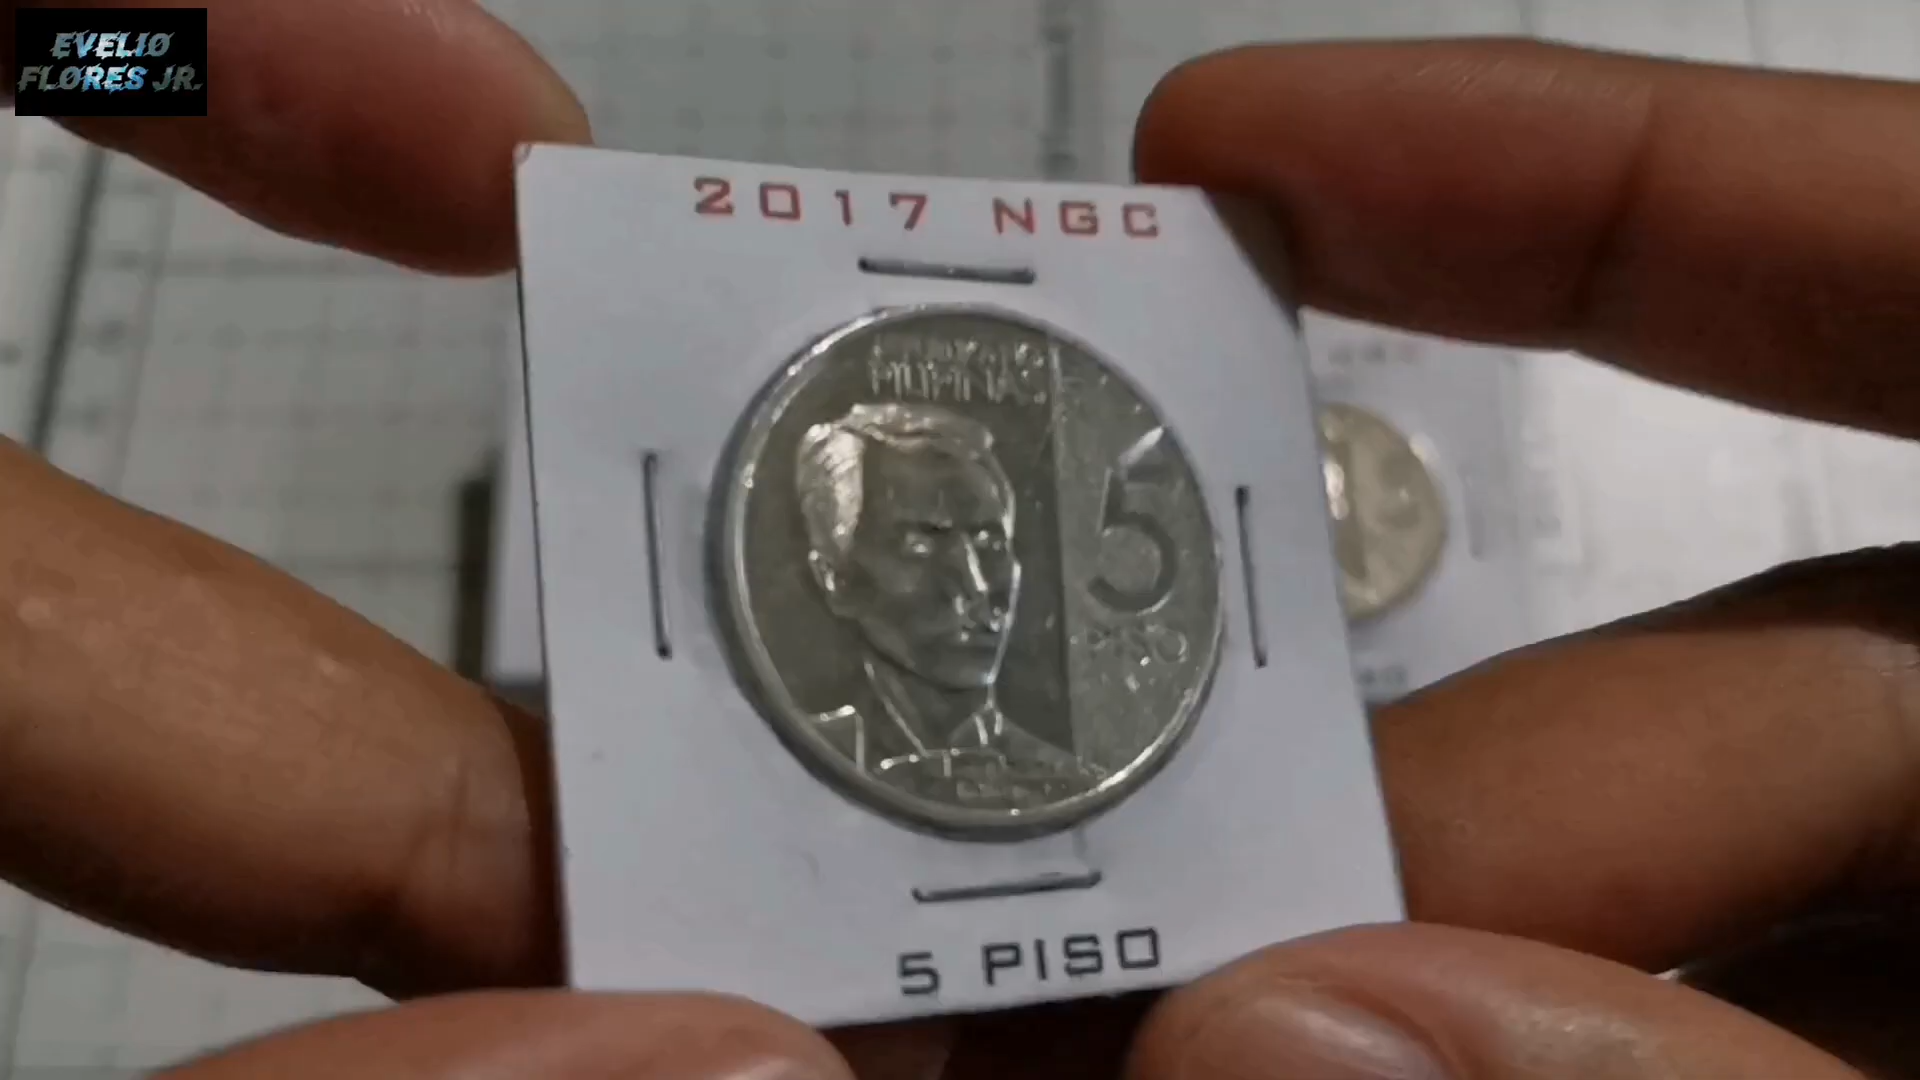 EVELIO
FLORES JR.
2017 NGC
PILIPINAS
5
PISO
5 PISO